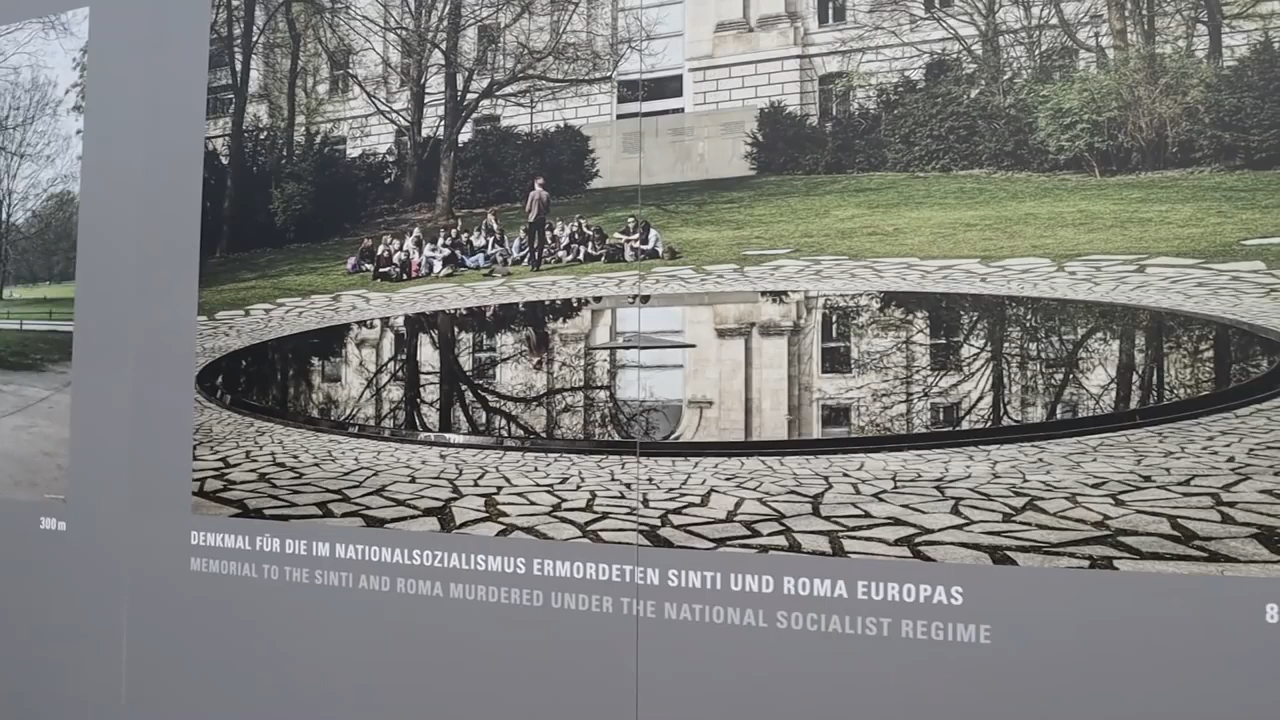 300 m
DENKMAL FÜR DIE IM NATIONALSOZIALISMUS ERMORDETEN SINTI UND ROMA EUROPAS
MEMORIAL TO THE SINTI AND ROMA MURDERED UNDER THE NATIONAL SOCIALIST REGIME
8